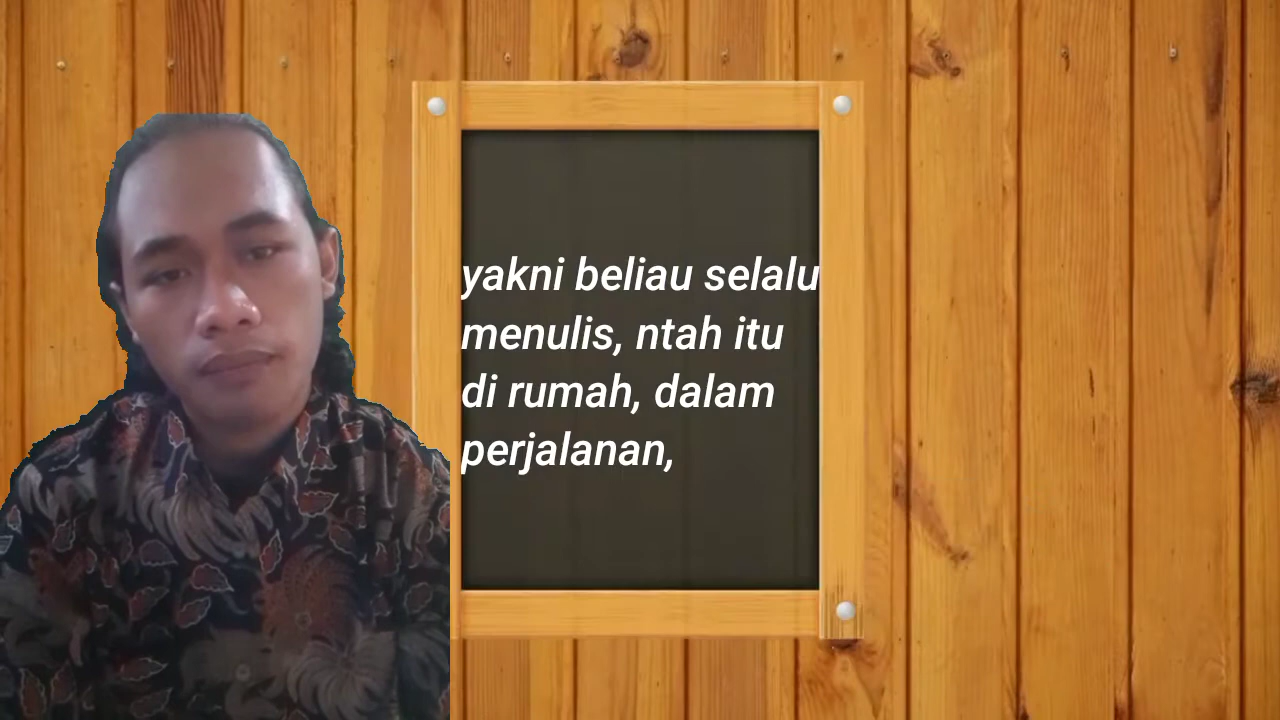 yakni beliau selalu
menulis, ntah itu
di rumah, dalam
perjalanan,